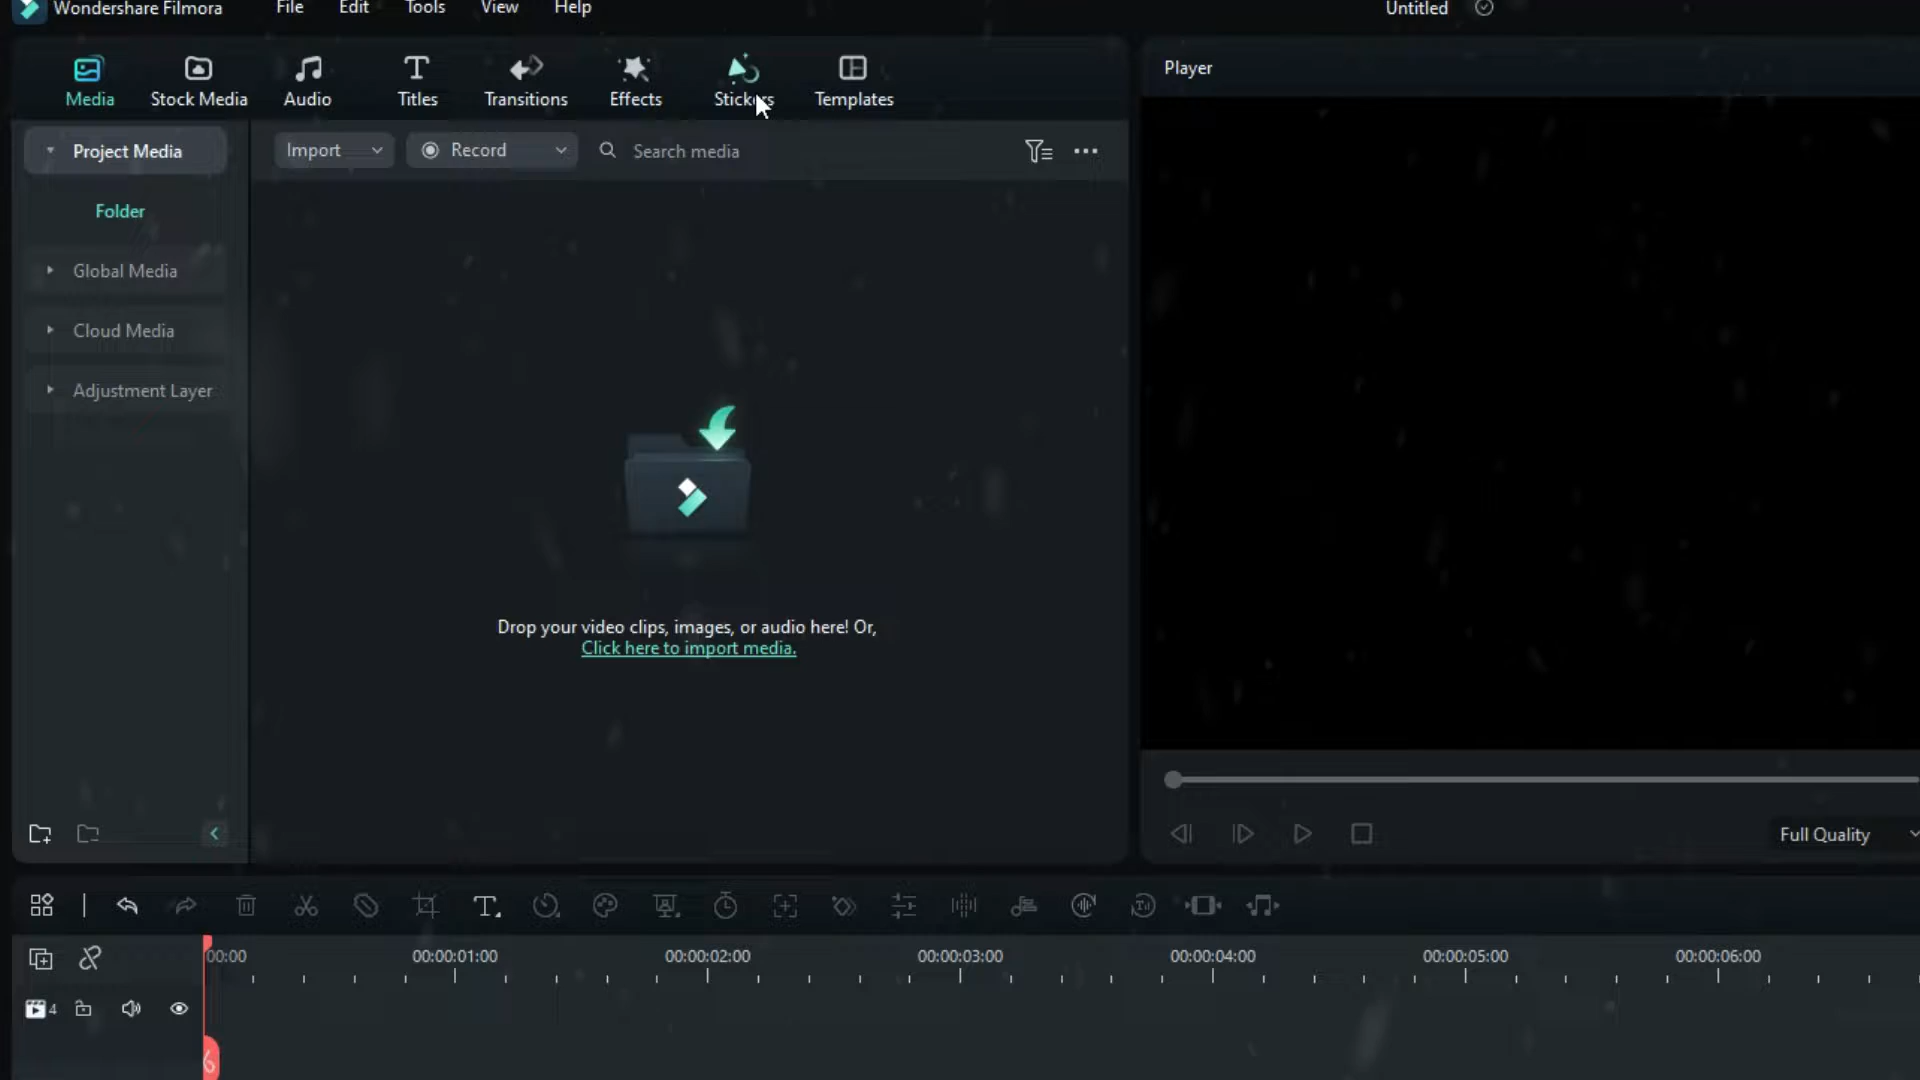 Wondershare Filmora File Edit Tools View Help Untitled
Media Stock Media Audio Titles Transitions Effects Stickers Templates
Player
Project Media
Import Record Search media
Folder
Global Media
Cloud Media
Adjustment Layer
Drop your video clips, images, or audio here! Or,
Click here to import media.
Full Quality
00:00 00:00:01:00 00:00:02:00 00:00:03:00 00:00:04:00 00:00:05:00 00:00:06:00
4